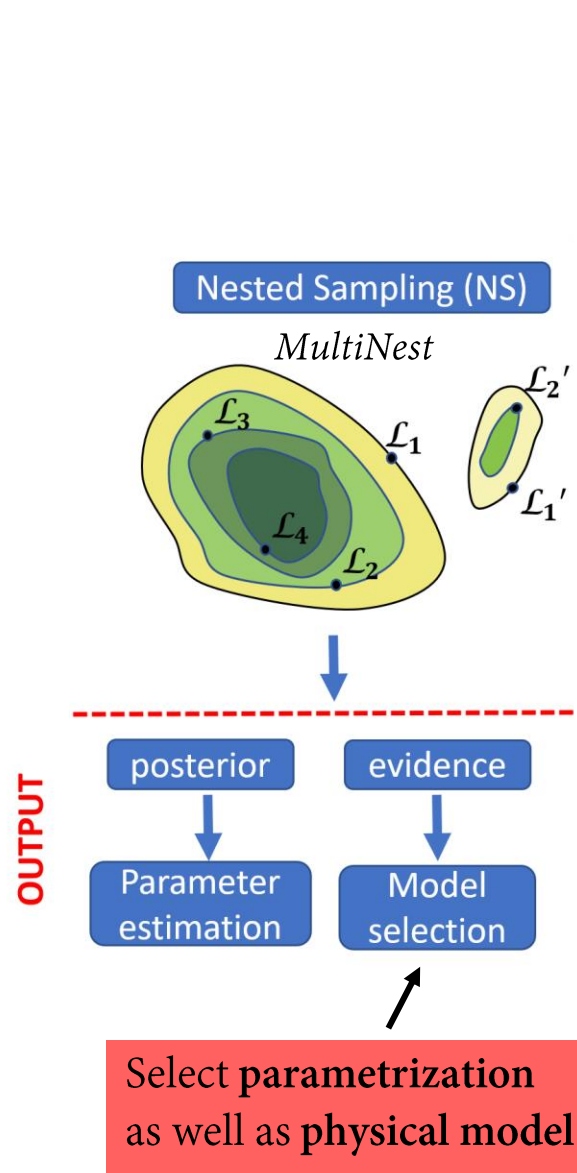 Nested Sampling (NS)
MultiNest
ℒ₂′
ℒ₃
ℒ₁
ℒ₁′
ℒ₄
ℒ₂
OUTPUT
posterior
evidence
Parameter
estimation
Model
selection
Select parametrization
as well as physical model